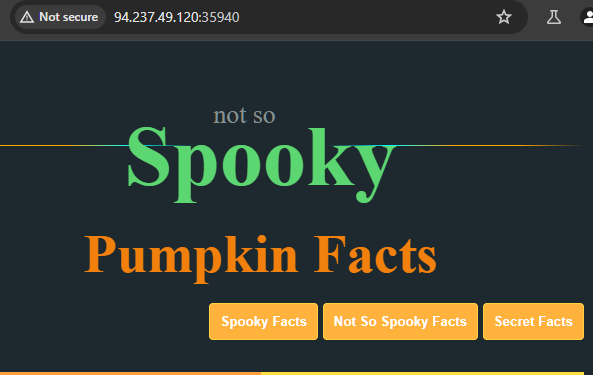 Not secure 94.237.49.120:35940
not so
Spooky
Pumpkin Facts
Spooky Facts Not So Spooky Facts Secret Facts